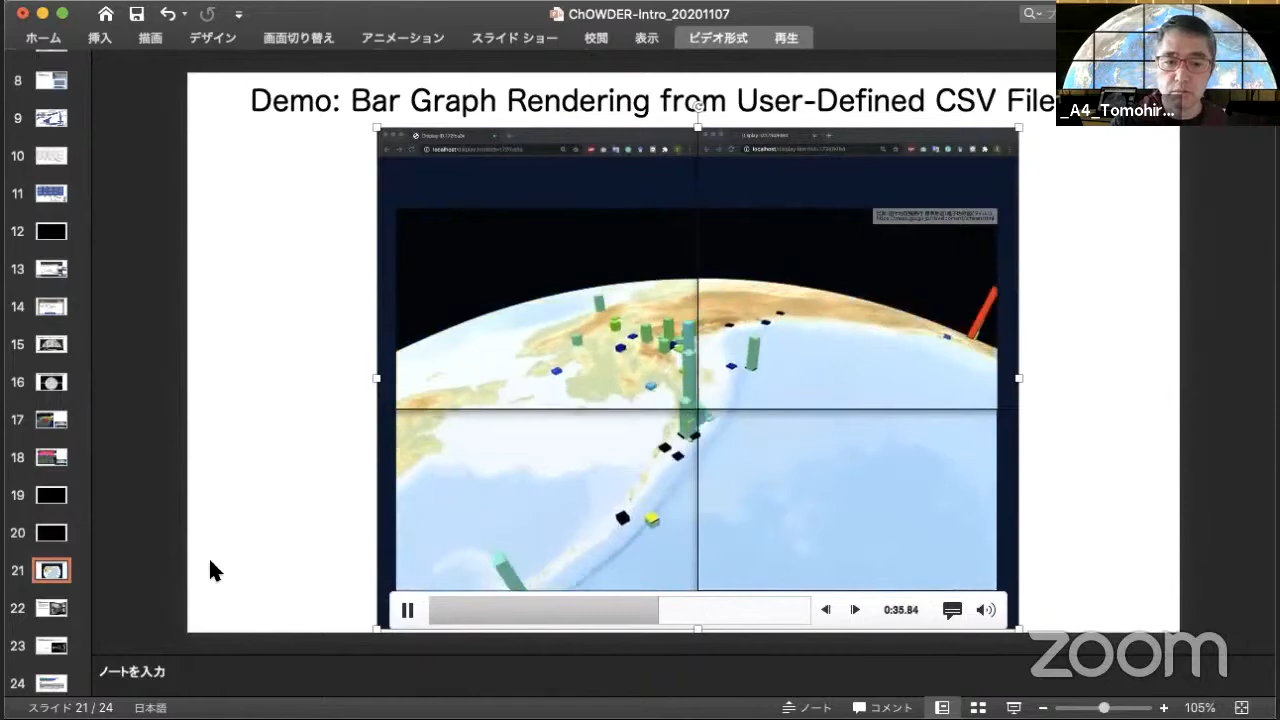 ChOWDER-Intro_20201107
ホーム 挿入 描画 デザイン 画面切り替え アニメーション スライド ショー 校閲 表示 ビデオ形式 再生
_A4_Tomohir...
Demo: Bar Graph Rendering from User-Defined CSV File
8
9
10
11
12
13
14
15
16
17
18
19
20
21
22
23
24
0:35.84
ノートを入力
zoom
スライド 21 / 24 日本語 ノート コメント 105%